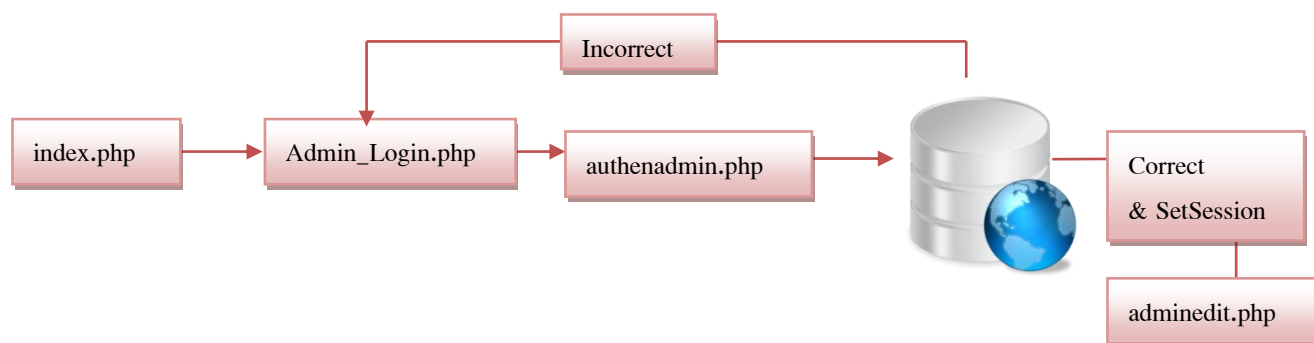 Incorrect
index.php
Admin_Login.php
authenadmin.php
Correct
& SetSession
adminedit.php